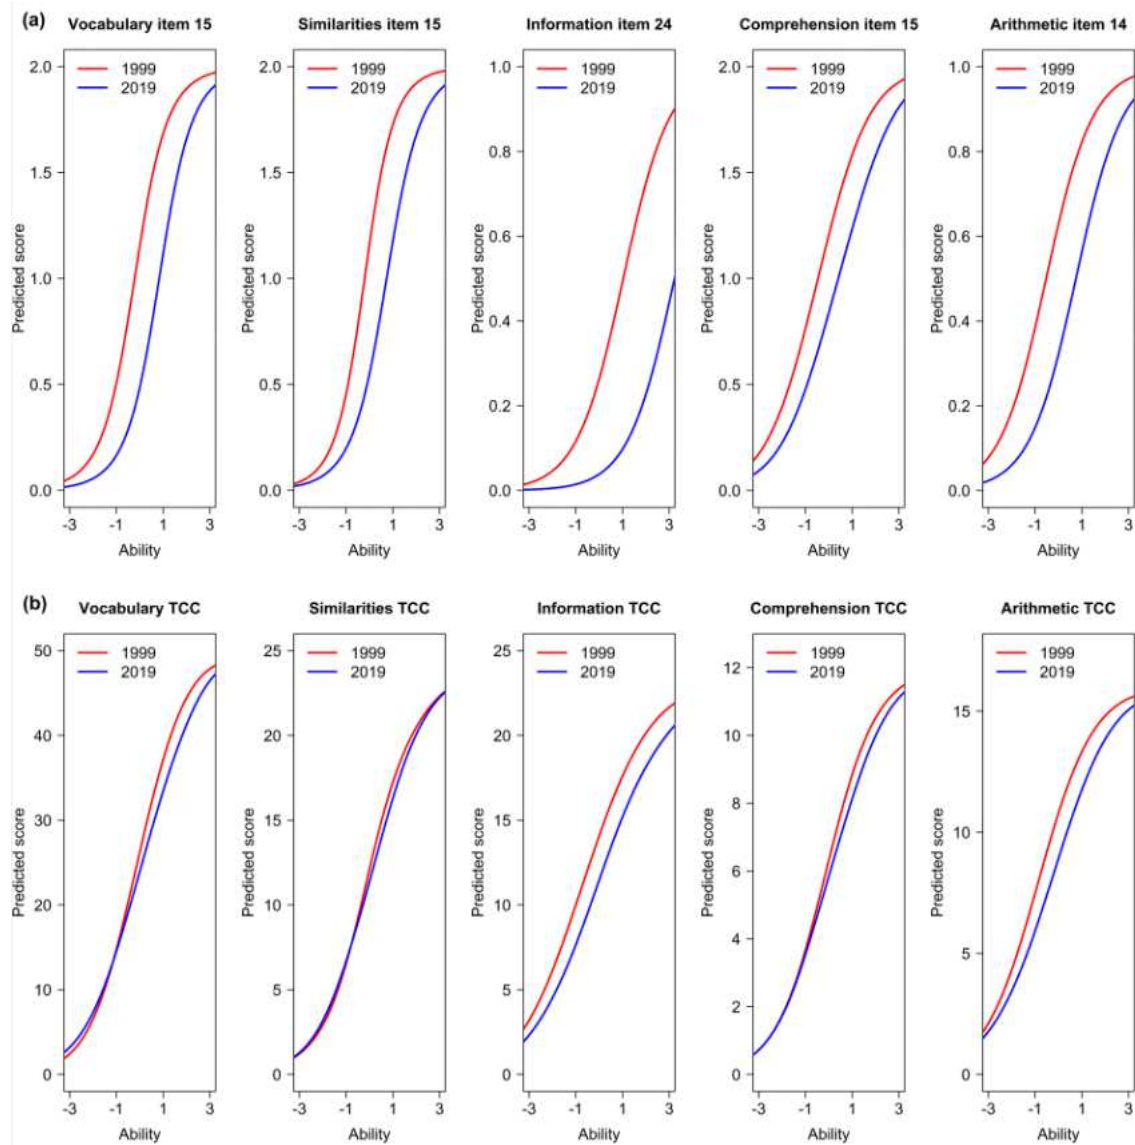 (a)
Vocabulary item 15
Similarities item 15
Information item 24
Comprehension item 15
Arithmetic item 14
Predicted score
2.0
1.5
1.0
0.5
0.0
1999
2019
-3 -1 1 3
Ability
Predicted score
2.0
1.5
1.0
0.5
0.0
1999
2019
-3 -1 1 3
Ability
Predicted score
1.0
0.8
0.6
0.4
0.2
0.0
1999
2019
-3 -1 1 3
Ability
Predicted score
2.0
1.5
1.0
0.5
0.0
1999
2019
-3 -1 1 3
Ability
Predicted score
1.0
0.8
0.6
0.4
0.2
0.0
1999
2019
-3 -1 1 3
Ability
(b)
Vocabulary TCC
Similarities TCC
Information TCC
Comprehension TCC
Arithmetic TCC
Predicted score
50
40
30
20
10
0
1999
2019
-3 -1 1 3
Ability
Predicted score
25
20
15
10
5
0
1999
2019
-3 -1 1 3
Ability
Predicted score
25
20
15
10
5
0
1999
2019
-3 -1 1 3
Ability
Predicted score
12
10
8
6
4
2
0
1999
2019
-3 -1 1 3
Ability
Predicted score
15
10
5
0
1999
2019
-3 -1 1 3
Ability